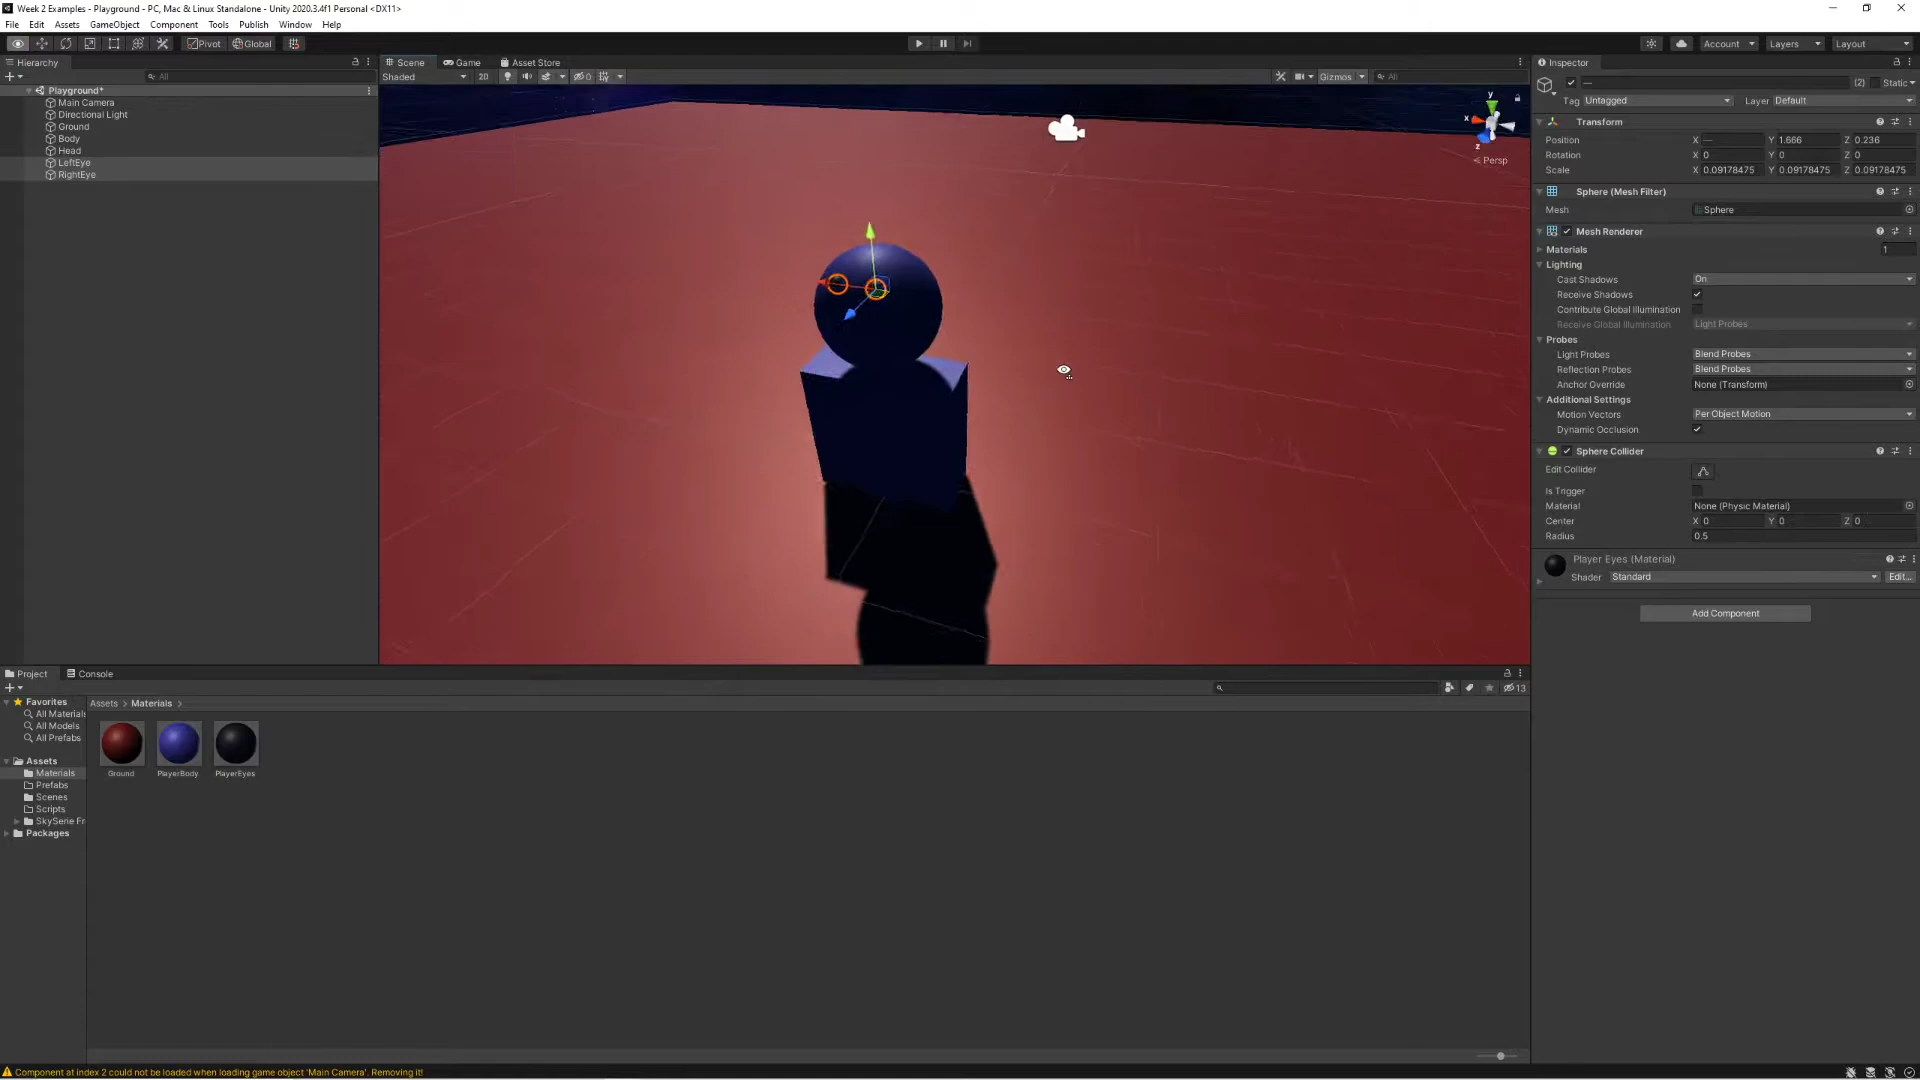 Week 2 Examples - Playground - PC, Mac & Linux Standalone - Unity 2020.3.4f1 Personal <DX11>
File Edit Assets GameObject Component Tools Publish Window Help
Pivot Global Account Layers Layout
Hierarchy
All
Playground*
Main Camera
Directional Light
Ground
Body
Head
LeftEye
RightEye
Scene Game Asset Store
Shaded 2D 0 Gizmos All
y
x
z
Persp
Inspector
— (2) Static
Tag Untagged Layer Default
Transform
Position X — Y 1.666 Z 0.236
Rotation X 0 Y 0 Z 0
Scale X 0.09178475 Y 0.09178475 Z 0.09178475
Sphere (Mesh Filter)
Mesh Sphere
Mesh Renderer
Materials 1
Lighting
Cast Shadows On
Receive Shadows
Contribute Global Illumination
Receive Global Illumination Light Probes
Probes
Light Probes Blend Probes
Reflection Probes Blend Probes
Anchor Override None (Transform)
Additional Settings
Motion Vectors Per Object Motion
Dynamic Occlusion
Sphere Collider
Edit Collider
Is Trigger
Material None (Physic Material)
Center X 0 Y 0 Z 0
Radius 0.5
Player Eyes (Material)
Shader Standard Edit...
Add Component
Project Console
13
Favorites
All Materials
All Models
All Prefabs
Assets
Materials
Prefabs
Scenes
Scripts
SkySerie Fr
Packages
Assets > Materials >
Ground PlayerBody PlayerEyes
Component at index 2 could not be loaded when loading game object 'Main Camera'. Removing it!